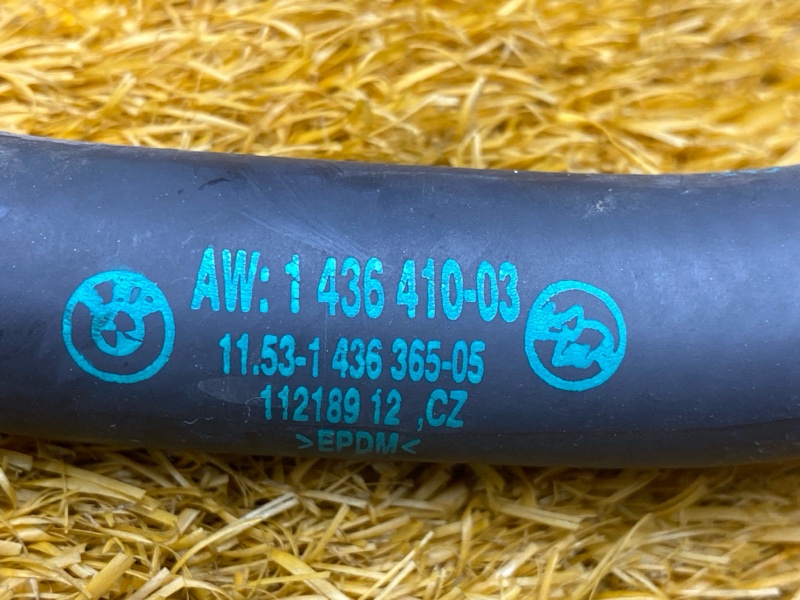 AW: 1 436 410-03
11.53-1 436 365-05
112189 12 ,CZ
>EPDM<